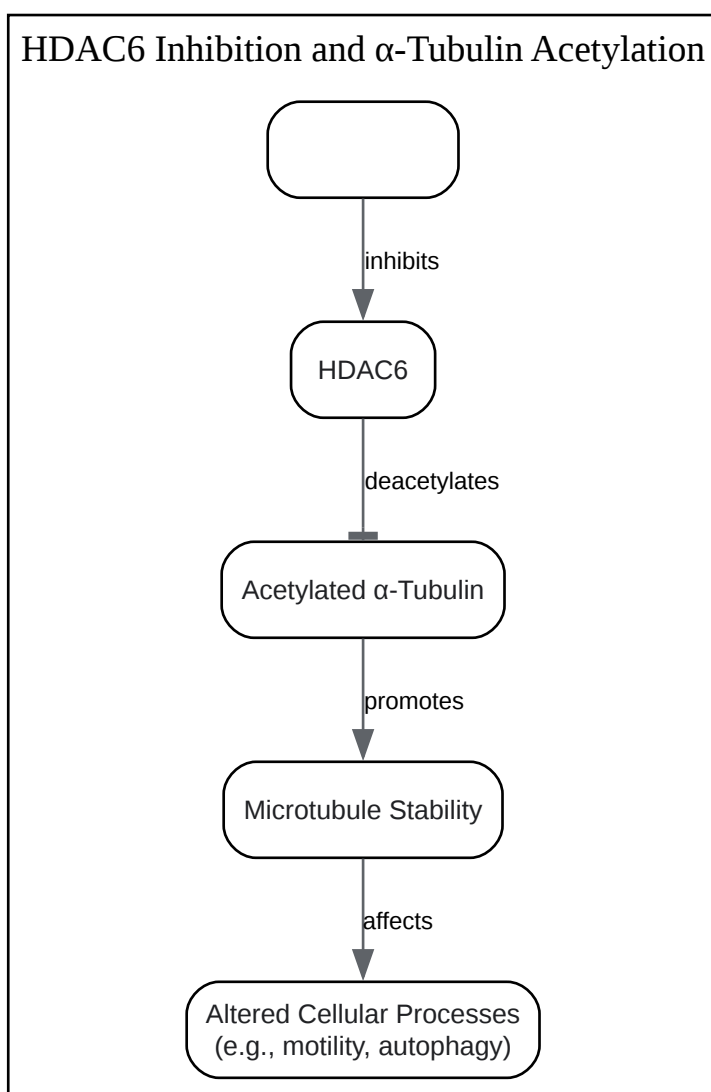 HDAC6 Inhibition and α-Tubulin Acetylation
inhibits
HDAC6
deacetylates
Acetylated α-Tubulin
promotes
Microtubule Stability
affects
Altered Cellular Processes
(e.g., motility, autophagy)